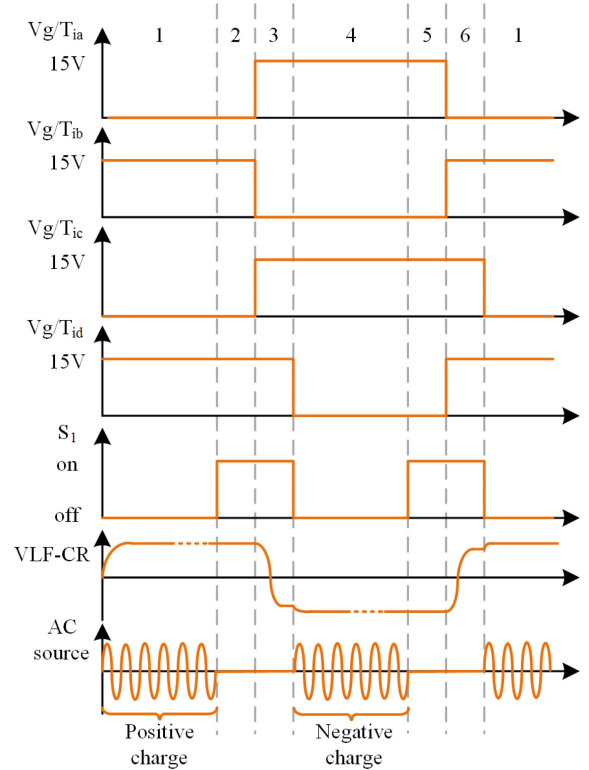 Vg/Tia
1 2 3 4 5 6 1
15V
Vg/Tib
15V
Vg/Tic
15V
Vg/Tid
15V
S1
on
off
VLF-CR
AC
source
Positive
charge
Negative
charge